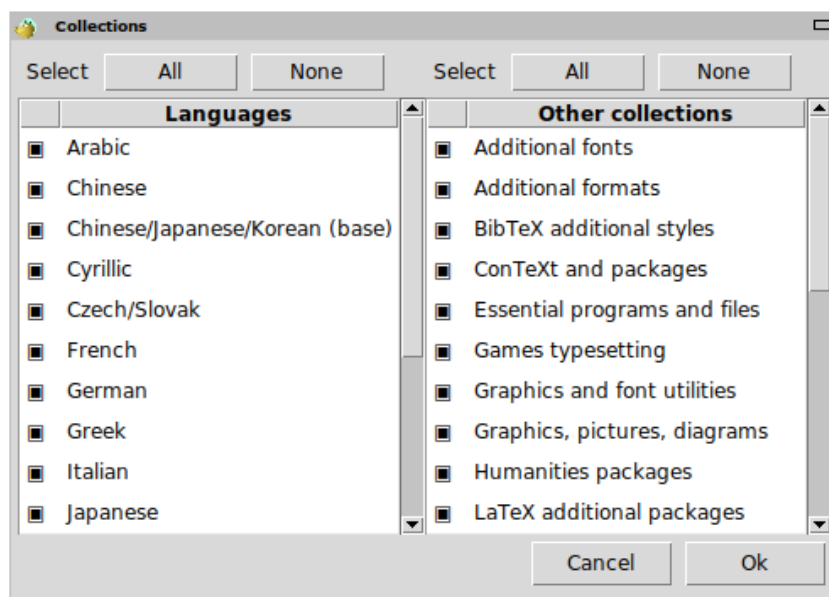 Collections
Select All None Select All None
Languages
Arabic
Chinese
Chinese/Japanese/Korean (base)
Cyrillic
Czech/Slovak
French
German
Greek
Italian
Japanese
Other collections
Additional fonts
Additional formats
BibTeX additional styles
ConTeXt and packages
Essential programs and files
Games typesetting
Graphics and font utilities
Graphics, pictures, diagrams
Humanities packages
LaTeX additional packages
Cancel Ok